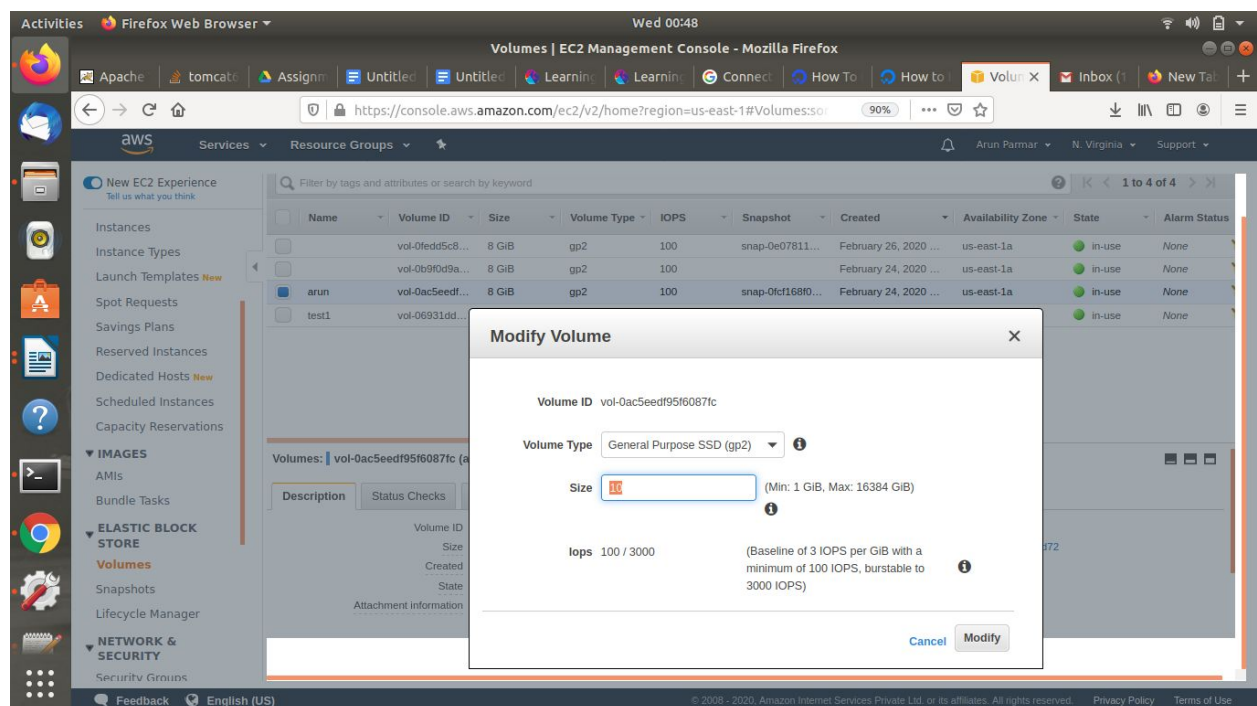 Activities Firefox Web Browser Wed 00:48
Volumes | EC2 Management Console - Mozilla Firefox
Apache tomcat6 Assignm Untitled Untitled Learning Learning Connect How To How to Volum Inbox (1 New Tab
https://console.aws.amazon.com/ec2/v2/home?region=us-east-1#Volumes:sor 90%
aws Services Resource Groups Arun Parmar N. Virginia Support
New EC2 Experience
Tell us what you think
Filter by tags and attributes or search by keyword 1 to 4 of 4
Name Volume ID Size Volume Type IOPS Snapshot Created Availability Zone State Alarm Status
vol-0fedd5c8... 8 GiB gp2 100 snap-0e07811... February 26, 2020 ... us-east-1a in-use None
vol-0b9f0d9a... 8 GiB gp2 100 February 24, 2020 ... us-east-1a in-use None
arun vol-0ac5eedf... 8 GiB gp2 100 snap-0fcf168f0... February 24, 2020 ... us-east-1a in-use None
test1 vol-06931dd... in-use None
Instances
Instance Types
Launch Templates New
Spot Requests
Savings Plans
Reserved Instances
Dedicated Hosts New
Scheduled Instances
Capacity Reservations
IMAGES
AMIs
Bundle Tasks
ELASTIC BLOCK
STORE
Volumes
Snapshots
Lifecycle Manager
NETWORK &
SECURITY
Security Groups
Volumes: vol-0ac5eedf95f6087fc (a
Description Status Checks
Volume ID
Size
Created
State
Attachment information
d72
Modify Volume
Volume ID vol-0ac5eedf95f6087fc
Volume Type General Purpose SSD (gp2)
Size 10 (Min: 1 GiB, Max: 16384 GiB)
Iops 100 / 3000 (Baseline of 3 IOPS per GiB with a
minimum of 100 IOPS, burstable to
3000 IOPS)
Cancel Modify
Feedback English (US) © 2008 - 2020, Amazon Internet Services Private Ltd. or its affiliates. All rights reserved. Privacy Policy Terms of Use